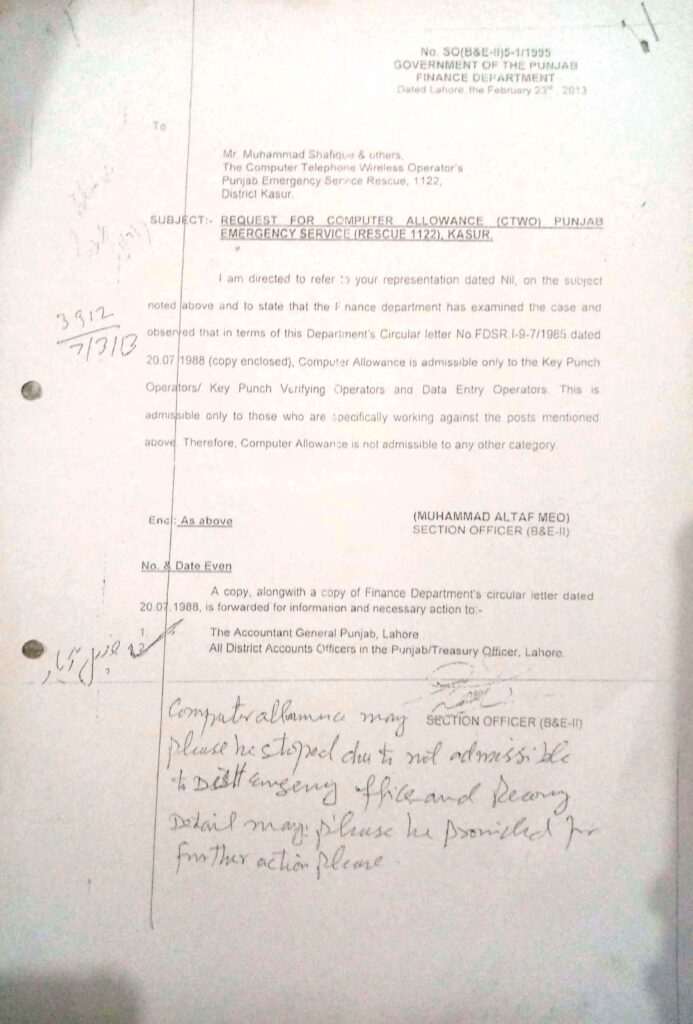 No. SO(B&E-II)5-1/1995
GOVERNMENT OF THE PUNJAB
FINANCE DEPARTMENT
Dated Lahore, the February 23rd , 2013
To
Mr. Muhammad Shafique & others,
The Computer Telephone Wireless Operator's
Punjab Emergency Service Rescue, 1122,
District Kasur.
SUBJECT:- REQUEST FOR COMPUTER ALLOWANCE (CTWO) PUNJAB
EMERGENCY SERVICE (RESCUE 1122), KASUR.
I am directed to refer to your representation dated Nil, on the subject
3912
noted above and to state that the Finance department has examined the case and
7/3/13
observed that in terms of this Department's Circular letter No.FDSR.I-9-7/1985 dated
20.07.1988 (copy enclosed), Computer Allowance is admissible only to the Key Punch
Operators/ Key Punch Verifying Operators and Data Entry Operators. This is
admissible only to those who are specifically working against the posts mentioned
above. Therefore, Computer Allowance is not admissible to any other category.
Encl: As above
(MUHAMMAD ALTAF MEO)
SECTION OFFICER (B&E-II)
No. & Date Even
A copy, alongwith a copy of Finance Department's circular letter dated
20.07.1988, is forwarded for information and necessary action to:-
1. The Accountant General Punjab, Lahore
All District Accounts Officers in the Punjab/Treasury Officer, Lahore.
SECTION OFFICER (B&E-II)
Computer allowance may
please be stoped due to not admissible
to Distt Emgency office and Recovry
Detail may please be provided for
further action please